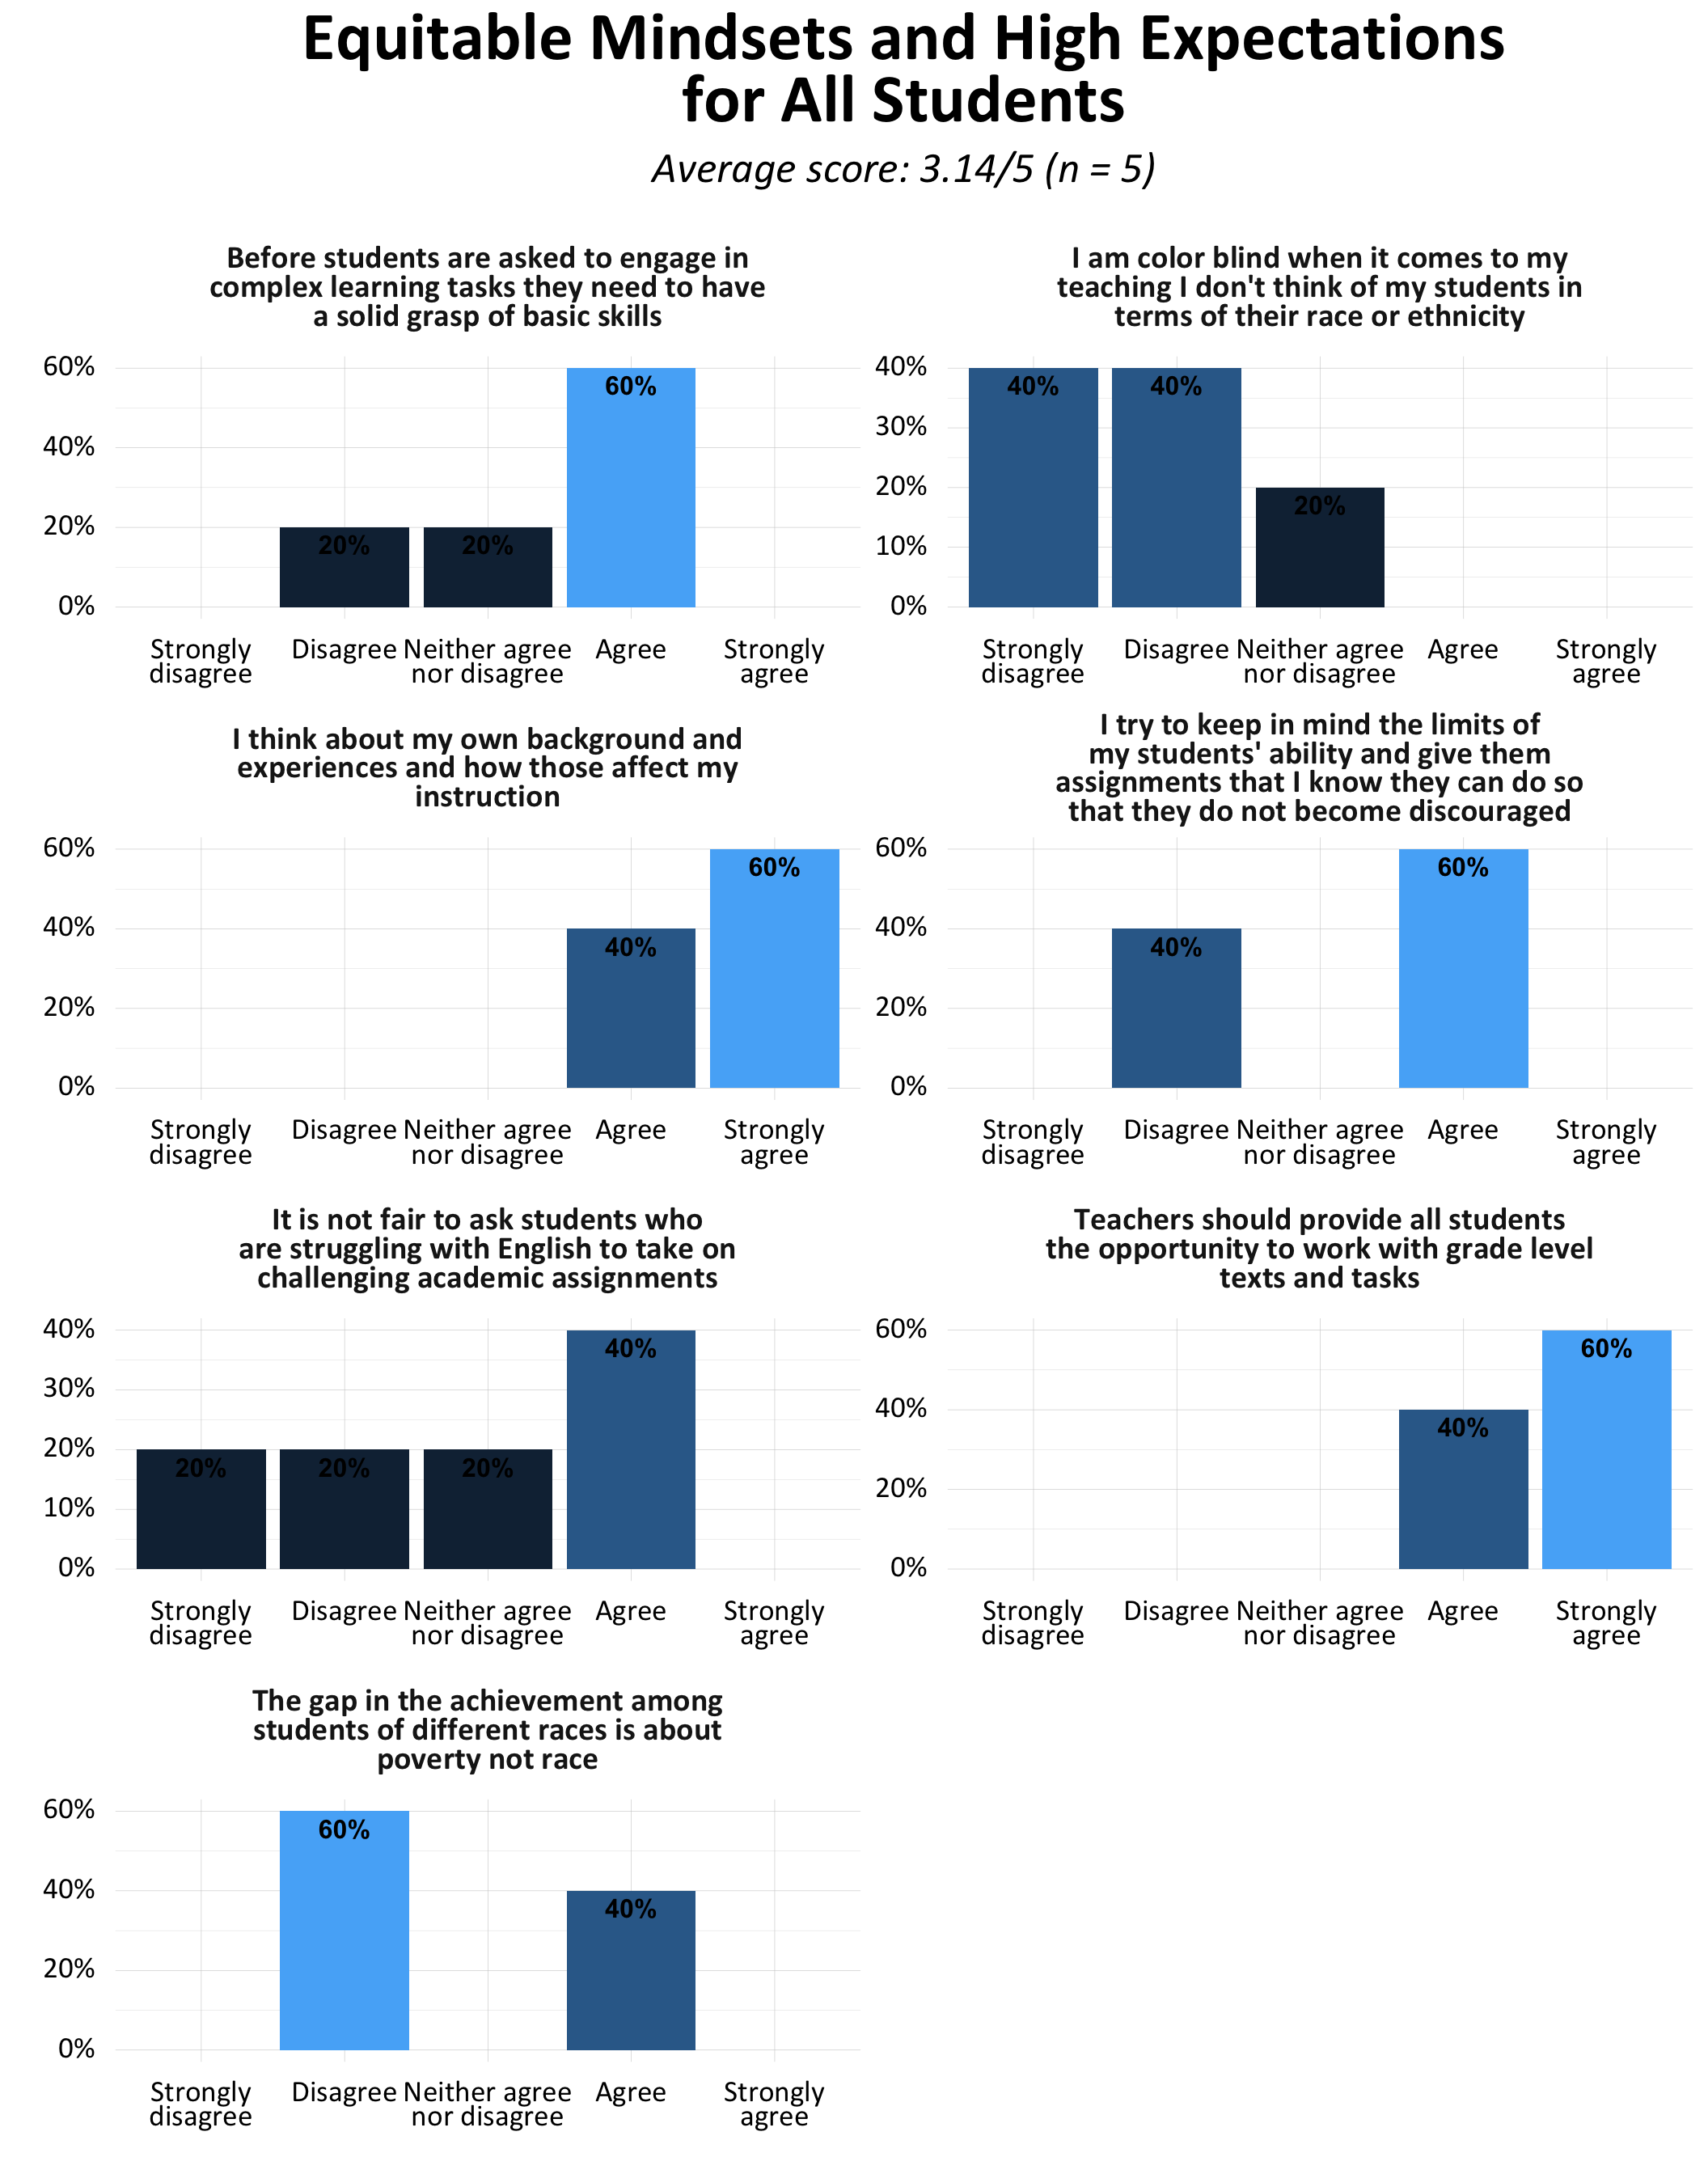 Equitable Mindsets and High Expectations
for All Students
Average score: 3.14/5 (n = 5)
Before students are asked to engage in
complex learning tasks they need to have
a solid grasp of basic skills
60%
40%
20%
0%
20%
20%
60%
Strongly
disagree
Disagree
Neither agree
nor disagree
Agree
Strongly
agree
I am color blind when it comes to my
teaching I don't think of my students in
terms of their race or ethnicity
40%
30%
20%
10%
0%
40%
40%
20%
Strongly
disagree
Disagree
Neither agree
nor disagree
Agree
Strongly
agree
I think about my own background and
experiences and how those affect my
instruction
60%
40%
20%
0%
40%
60%
Strongly
disagree
Disagree
Neither agree
nor disagree
Agree
Strongly
agree
I try to keep in mind the limits of
my students' ability and give them
assignments that I know they can do so
that they do not become discouraged
60%
40%
20%
0%
40%
60%
Strongly
disagree
Disagree
Neither agree
nor disagree
Agree
Strongly
agree
It is not fair to ask students who
are struggling with English to take on
challenging academic assignments
40%
30%
20%
10%
0%
20%
20%
20%
40%
Strongly
disagree
Disagree
Neither agree
nor disagree
Agree
Strongly
agree
Teachers should provide all students
the opportunity to work with grade level
texts and tasks
60%
40%
20%
0%
40%
60%
Strongly
disagree
Disagree
Neither agree
nor disagree
Agree
Strongly
agree
The gap in the achievement among
students of different races is about
poverty not race
60%
40%
20%
0%
60%
40%
Strongly
disagree
Disagree
Neither agree
nor disagree
Agree
Strongly
agree